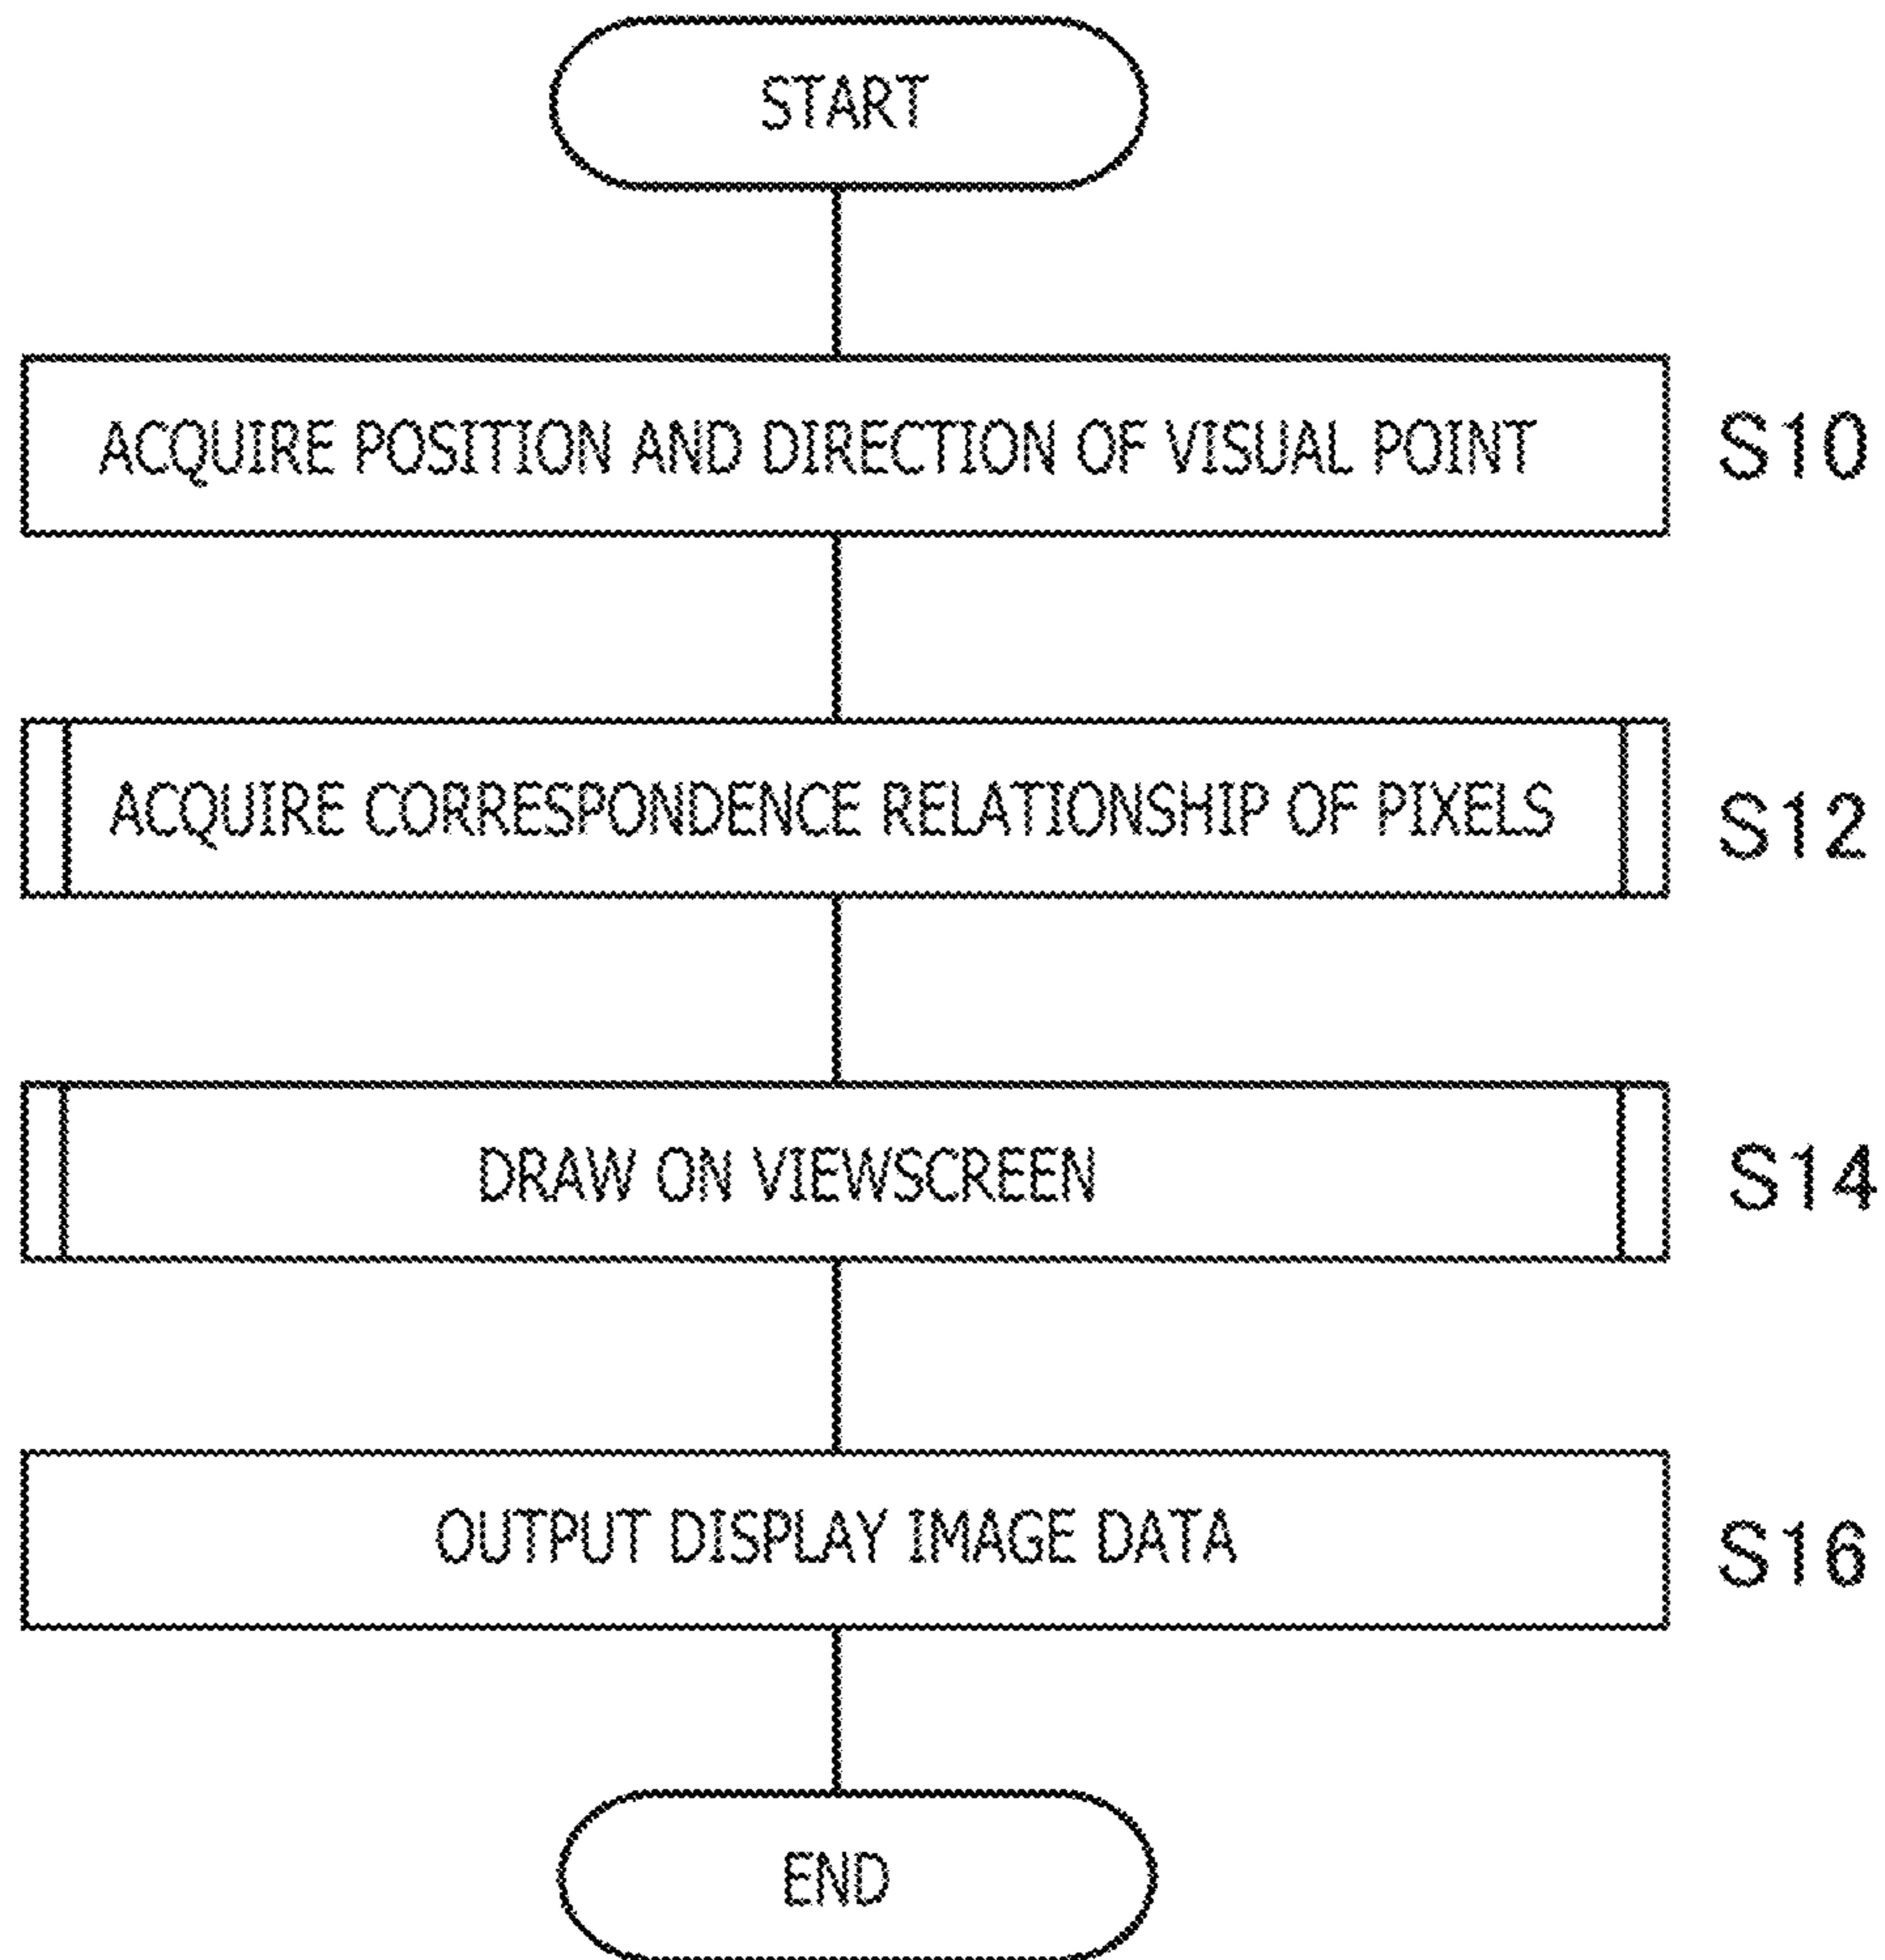 START
ACQUIRE POSITION AND DIRECTION OF VISUAL POINT S10
ACQUIRE CORRESPONDENCE RELATIONSHIP OF PIXELS S12
DRAW ON VIEWSCREEN S14
OUTPUT DISPLAY IMAGE DATA S16
END